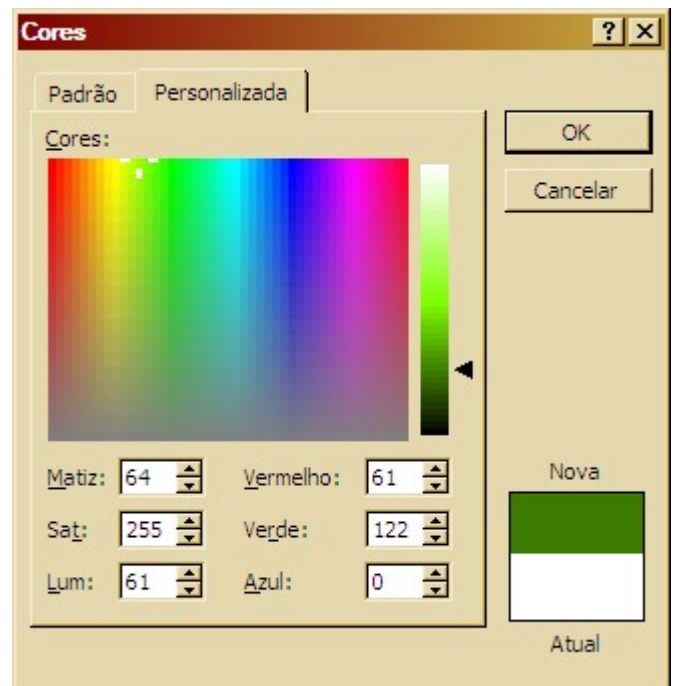 Cores
Padrão Personalizada
Cores:
OK
Cancelar
Matiz: 64 Vermelho: 61
Sat: 255 Verde: 122
Lum: 61 Azul: 0
Nova
Atual